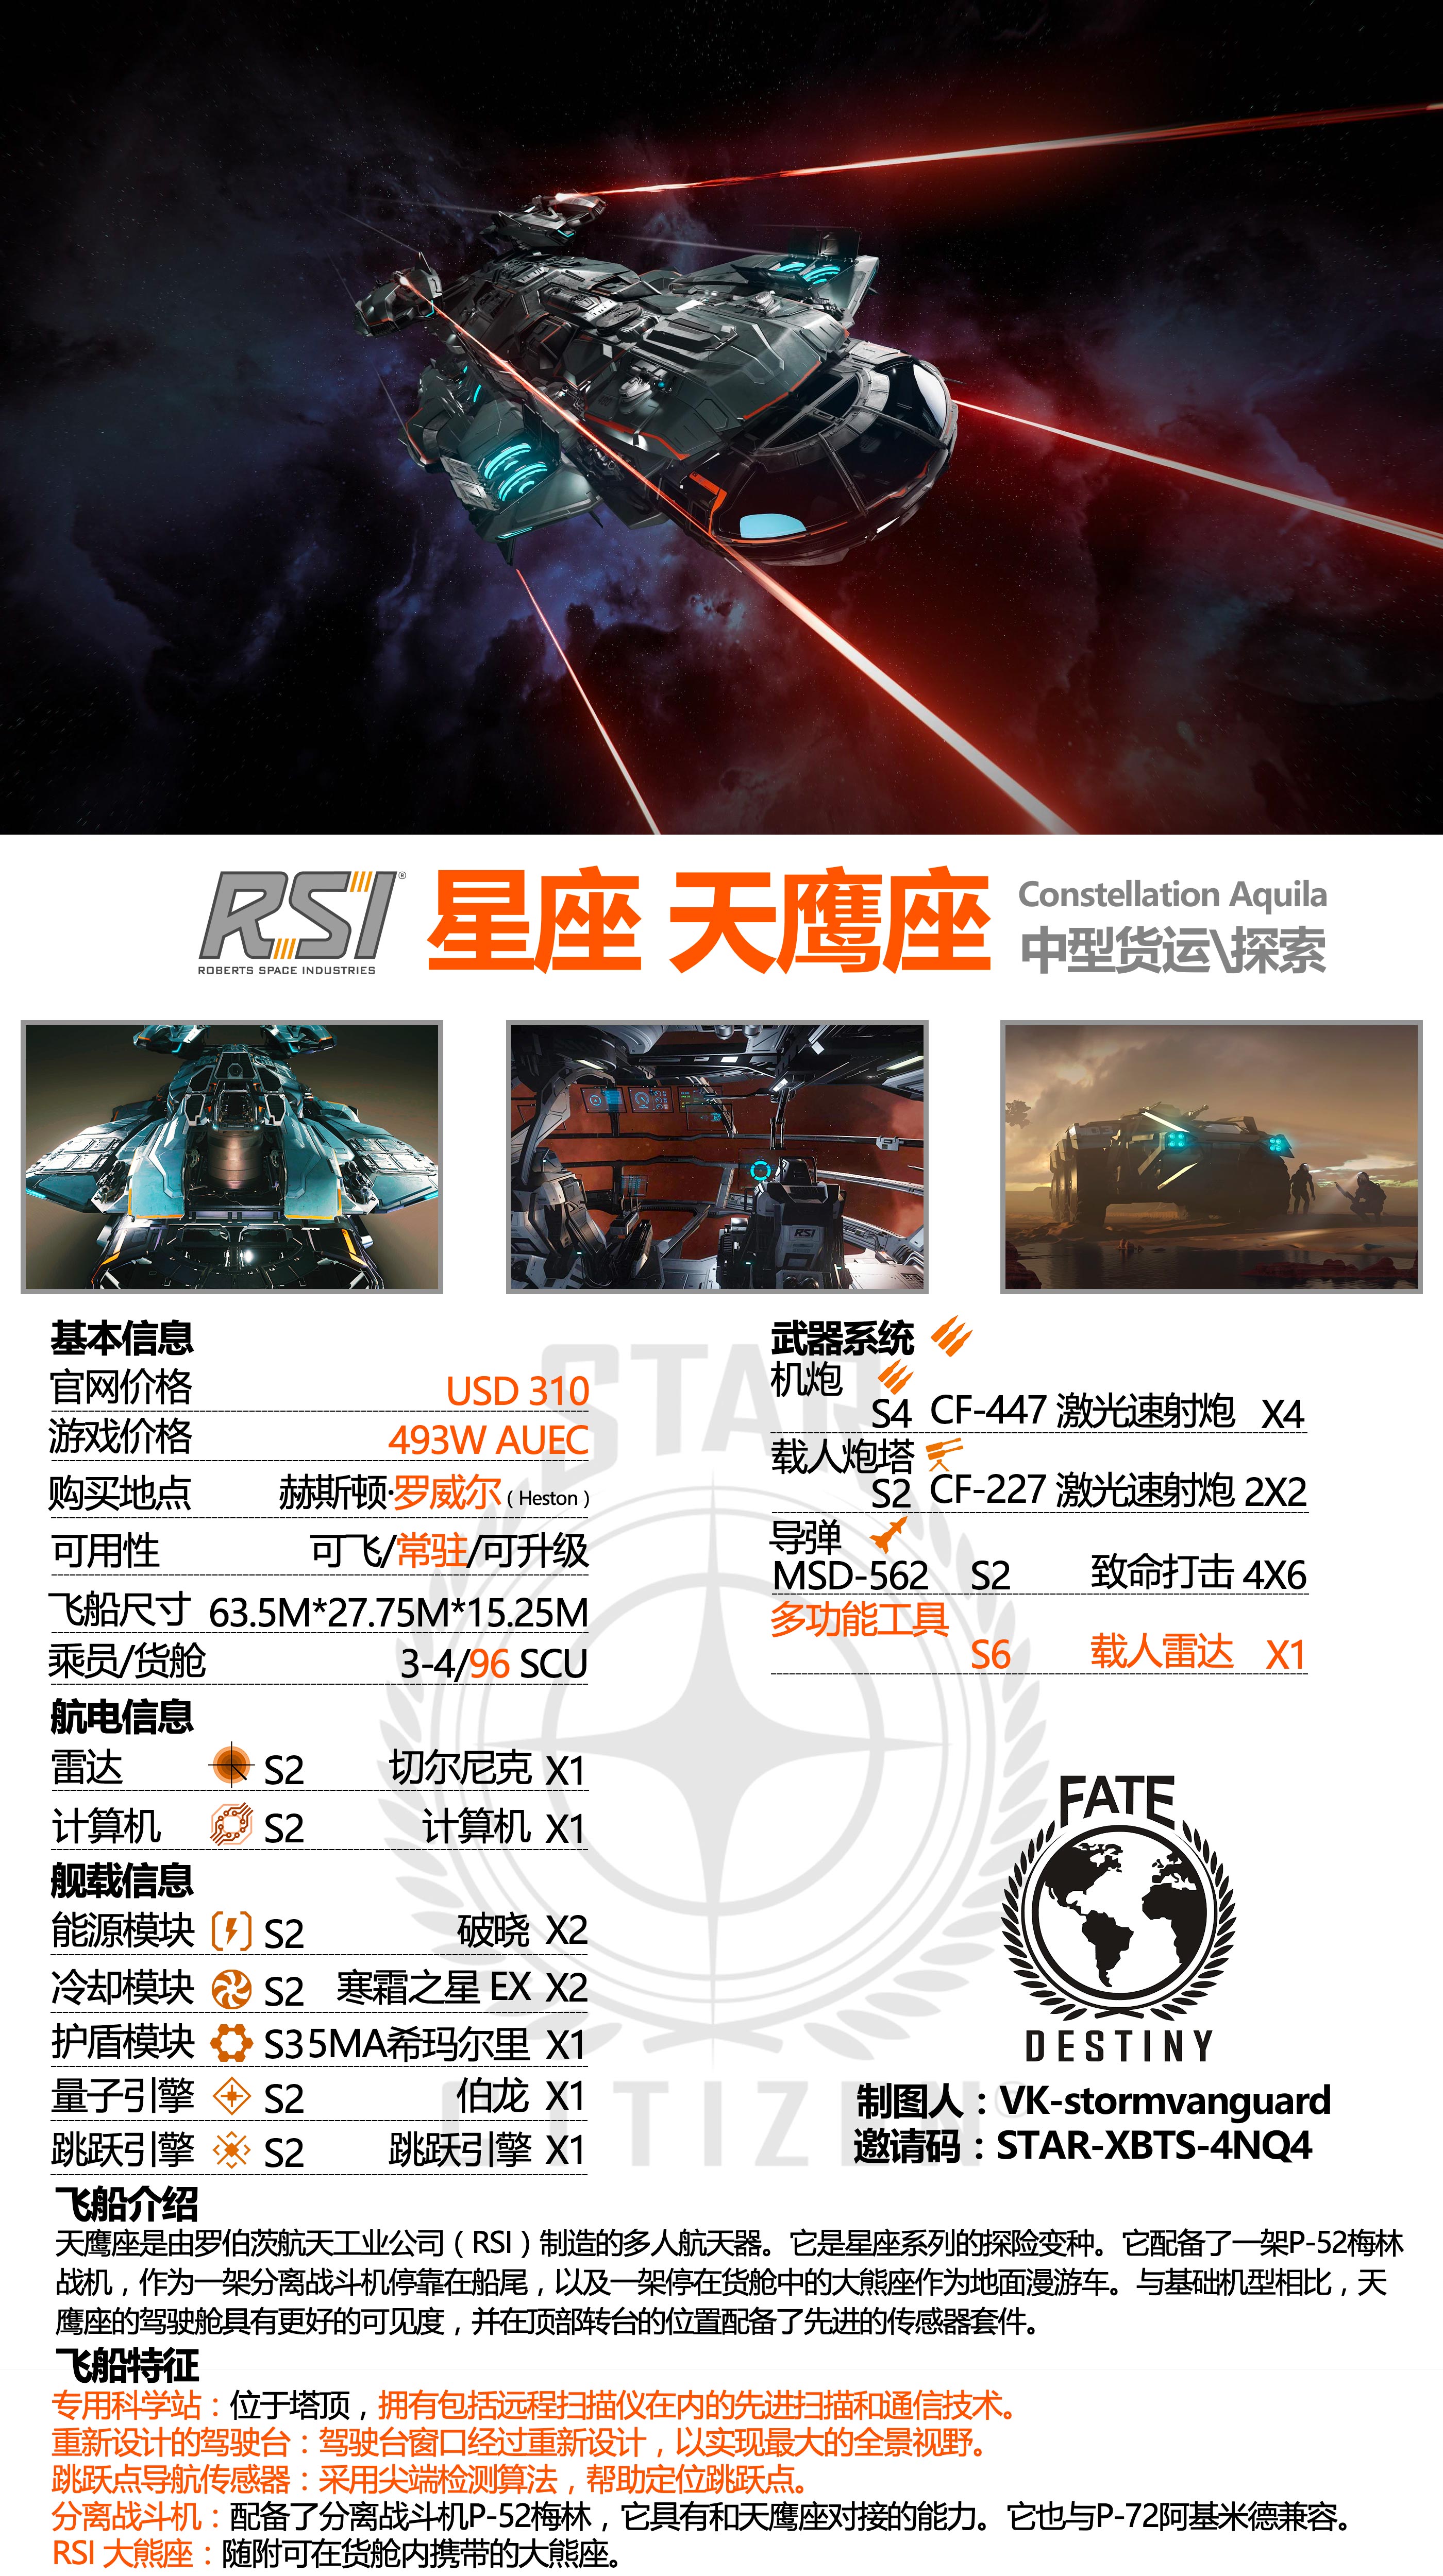 RSI®
ROBERTS SPACE INDUSTRIES
星座 天鹰座
Constellation Aquila
中型货运\探索
RSI
STAR CITIZEN
基本信息
官网价格 USD 310
游戏价格 493W AUEC
购买地点 赫斯顿·罗威尔（Heston）
可用性 可飞/常驻/可升级
飞船尺寸 63.5M*27.75M*15.25M
乘员/货舱 3-4/96 SCU
航电信息
雷达 S2 切尔尼克 X1
计算机 S2 计算机 X1
舰载信息
能源模块 S2 破晓 X2
冷却模块 S2 寒霜之星 EX X2
护盾模块 S3 5MA希玛尔里 X1
量子引擎 S2 伯龙 X1
跳跃引擎 S2 跳跃引擎 X1
武器系统
机炮
S4 CF-447 激光速射炮 X4
载人炮塔
S2 CF-227 激光速射炮 2X2
导弹
MSD-562 S2 致命打击 4X6
多功能工具
S6 载人雷达 X1
FATE
DESTINY
制图人：VK-stormvanguard
邀请码：STAR-XBTS-4NQ4
飞船介绍
天鹰座是由罗伯茨航天工业公司（RSI）制造的多人航天器。它是星座系列的探险变种。它配备了一架P-52梅林
战机，作为一架分离战斗机停靠在船尾，以及一架停在货舱中的大熊座作为地面漫游车。与基础机型相比，天
鹰座的驾驶舱具有更好的可见度，并在顶部转台的位置配备了先进的传感器套件。
飞船特征
专用科学站：位于塔顶，拥有包括远程扫描仪在内的先进扫描和通信技术。
重新设计的驾驶台：驾驶台窗口经过重新设计，以实现最大的全景视野。
跳跃点导航传感器：采用尖端检测算法，帮助定位跳跃点。
分离战斗机：配备了分离战斗机P-52梅林，它具有和天鹰座对接的能力。它也与P-72阿基米德兼容。
RSI 大熊座：随附可在货舱内携带的大熊座。